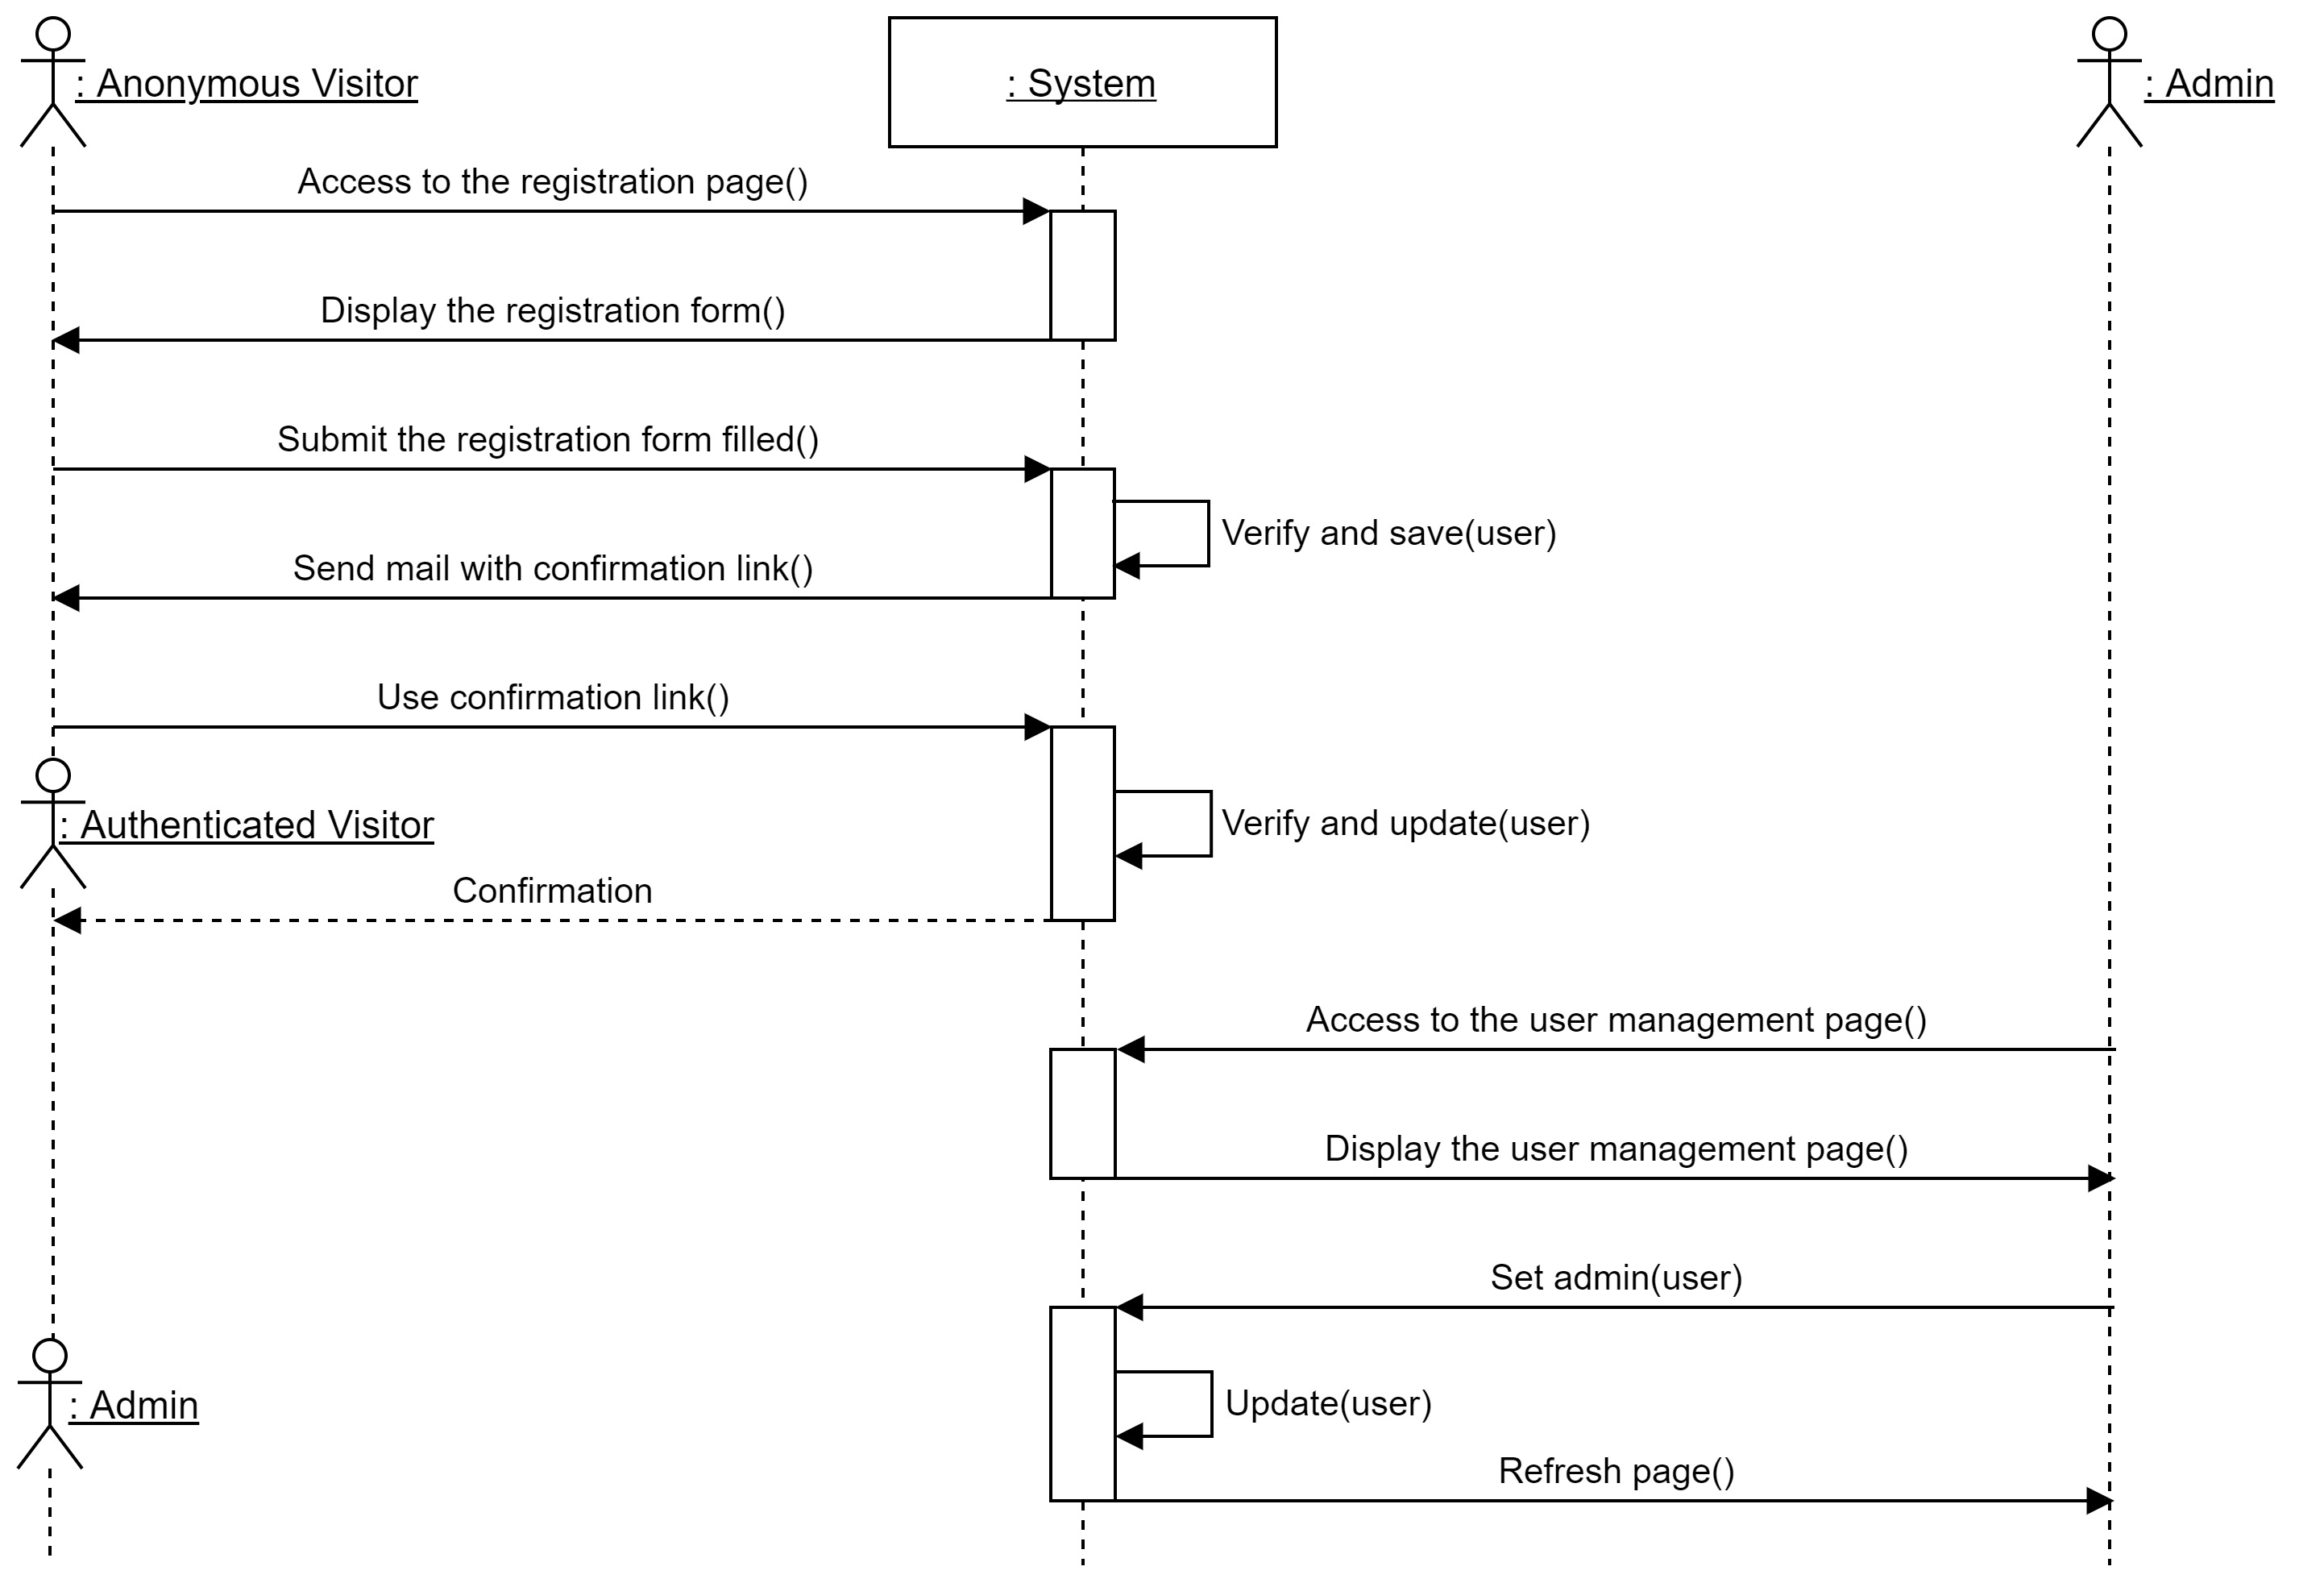 : Anonymous Visitor
: System
: Admin
Access to the registration page()
Display the registration form()
Submit the registration form filled()
Verify and save(user)
Send mail with confirmation link()
Use confirmation link()
: Authenticated Visitor
Verify and update(user)
Confirmation
Access to the user management page()
Display the user management page()
Set admin(user)
: Admin
Update(user)
Refresh page()